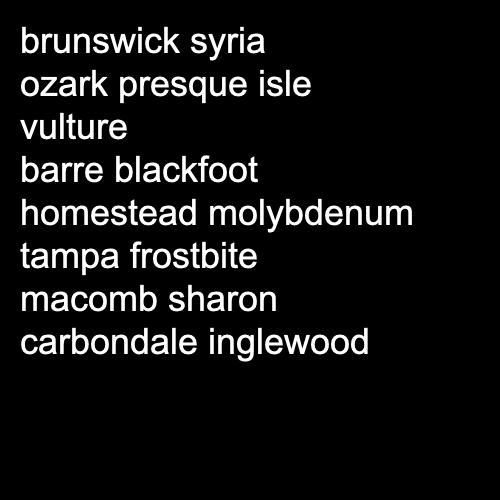 brunswick syria
ozark presque isle
vulture
barre blackfoot
homestead molybdenum
tampa frostbite
macomb sharon
carbondale inglewood